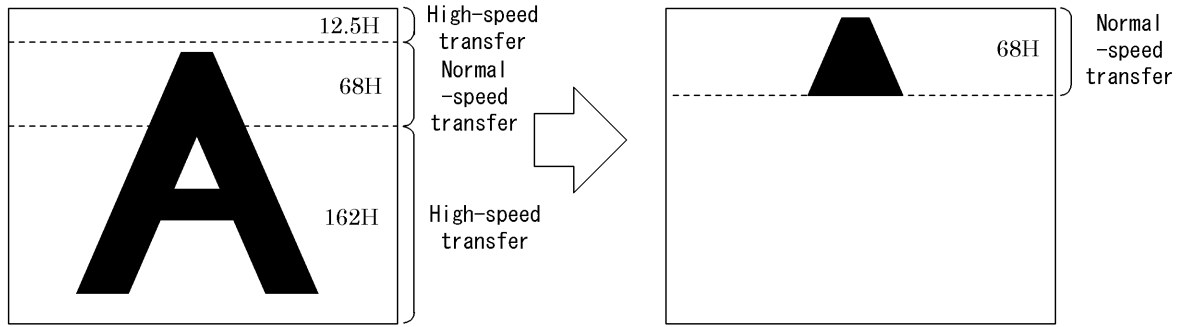 12.5H
High-speed
transfer
68H
Normal
-speed
transfer
162H
High-speed
transfer
A
68H
Normal
-speed
transfer